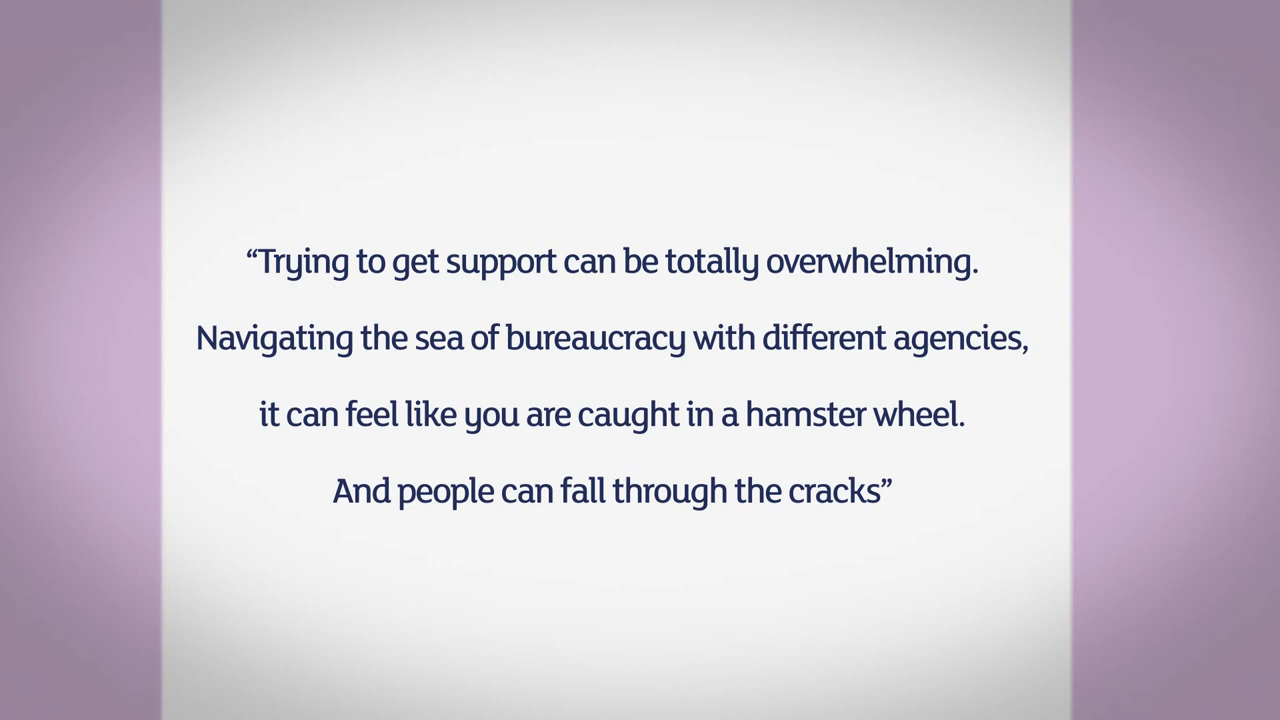 “Trying to get support can be totally overwhelming.
Navigating the sea of bureaucracy with different agencies,
it can feel like you are caught in a hamster wheel.
And people can fall through the cracks”